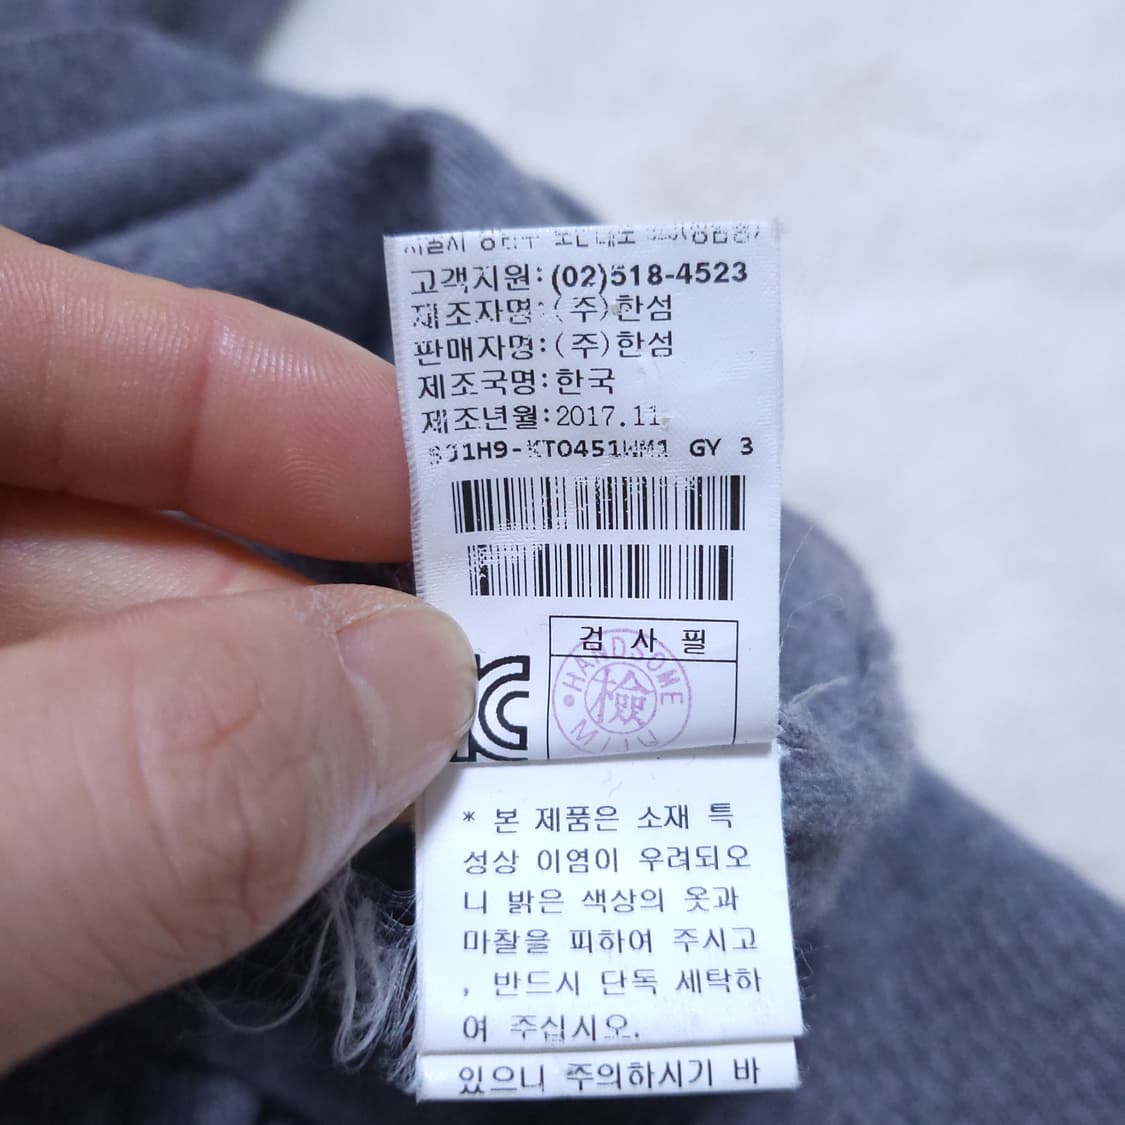 고객지원:(02)518-4523
제조자명:(주)한섬
판매자명:(주)한섬
제조국명:한국
제조년월:2017.11
GY 3
검 사 필
HANDSOME
檢
MIJU
* 본 제품은 소재 특
성상 이염이 우려되오
니 밝은 색상의 옷과
마찰을 피하여 주시고
, 반드시 단독 세탁하
여 주십시오.
있으니 주의하시기 바